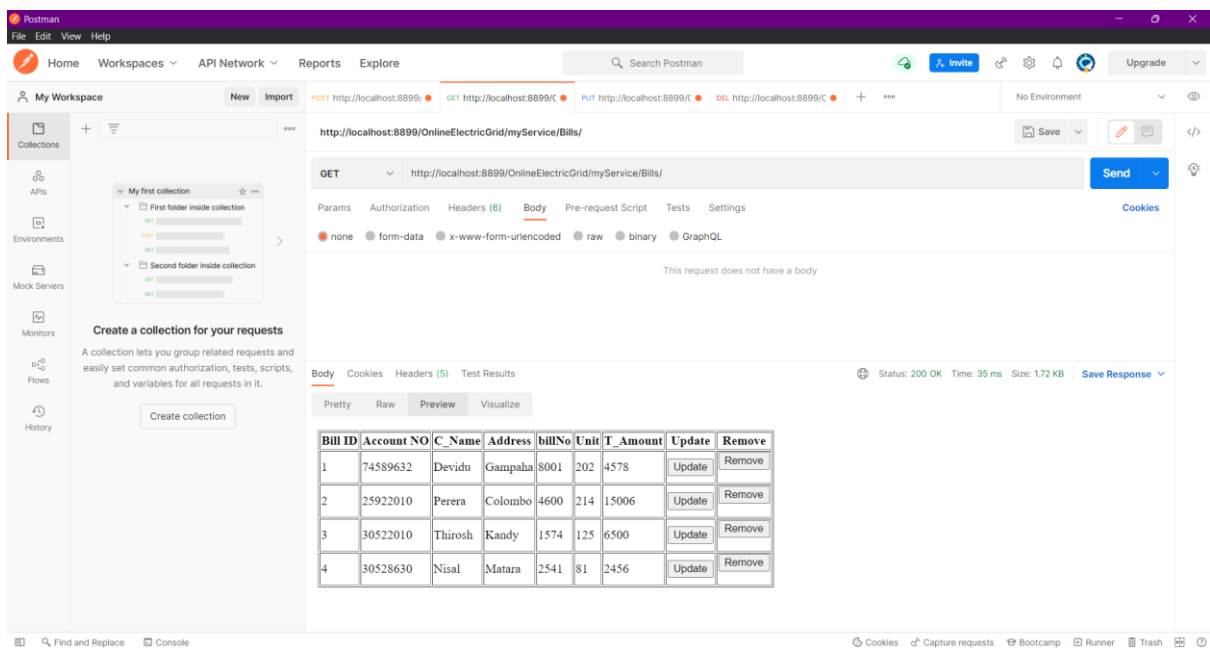 Postman
File Edit View Help
Home Workspaces API Network Reports Explore Search Postman Invite Upgrade
My Workspace New Import POST http://localhost:8899/ GET http://localhost:8899/C PUT http://localhost:8899/C DEL http://localhost:8899/C No Environment
Collections
APIs
Environments
Mock Servers
Monitors
Flows
History
My first collection
First folder inside collection
GET
POST
GET
Second folder inside collection
GET
GET
Create a collection for your requests
A collection lets you group related requests and
easily set common authorization, tests, scripts,
and variables for all requests in it.
Create collection
http://localhost:8899/OnlineElectricGrid/myService/Bills/ Save
GET http://localhost:8899/OnlineElectricGrid/myService/Bills/ Send
Params Authorization Headers (6) Body Pre-request Script Tests Settings Cookies
none form-data x-www-form-urlencoded raw binary GraphQL
This request does not have a body
Body Cookies Headers (5) Test Results Status: 200 OK Time: 35 ms Size: 1.72 KB Save Response
Pretty Raw Preview Visualize
Bill ID Account NO C_Name Address billNo Unit T_Amount Update Remove
1 74589632 Devidu Gampaha 8001 202 4578 Update Remove
2 25922010 Perera Colombo 4600 214 15006 Update Remove
3 30522010 Thirosh Kandy 1574 125 6500 Update Remove
4 30528630 Nisal Matara 2541 81 2456 Update Remove
Find and Replace Console Cookies Capture requests Bootcamp Runner Trash